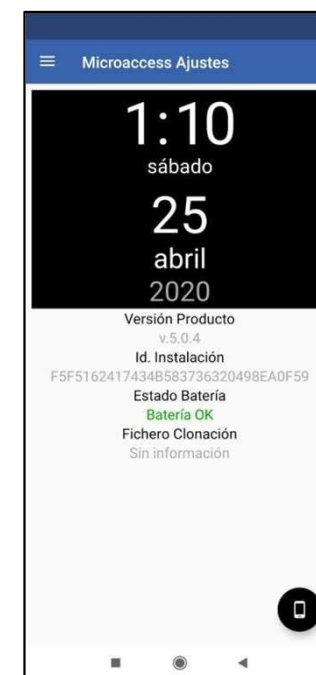 Microaccess Ajustes
1:10
sábado
25
abril
2020
Versión Producto
v.5.0.4
Id. Instalación
F5F5162417434B583736320498EA0F59
Estado Batería
Batería OK
Fichero Clonación
Sin información